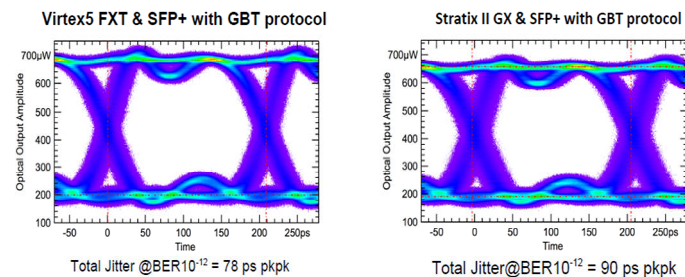 Virtex5 FXT & SFP+ with GBT protocol
700µW
600
500
400
300
200
100
Optical Output Amplitude
-50
0
50
100
150
200
250ps
Time
Total Jitter @BER10⁻¹² = 78 ps pkpk
Stratix II GX & SFP+ with GBT protocol
700µW
600
500
400
300
200
100
Optical Output Amplitude
-50
0
50
100
150
200
250ps
Time
Total Jitter@BER10⁻¹² = 90 ps pkpk